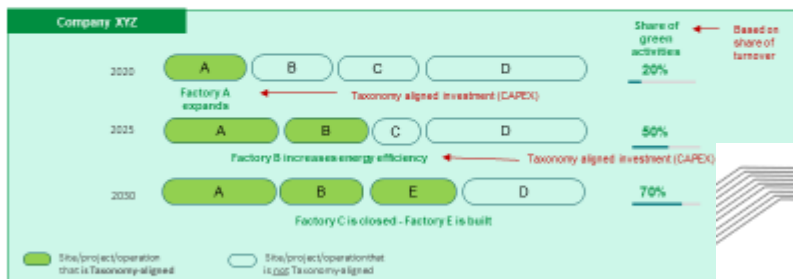 Company XYZ
Share of
green
activities
Based on
share of
turnover
2020
A
B
C
D
20%
Factory A
expands
Taxonomy aligned investment (CAPEX)
2025
A
B
C
D
50%
Factory B increases energy efficiency
Taxonomy aligned investment (CAPEX)
2030
A
B
E
D
70%
Factory C is closed - Factory E is built
Site/project/operation
that is Taxonomy-aligned
Site/project/operation that
is not Taxonomy-aligned